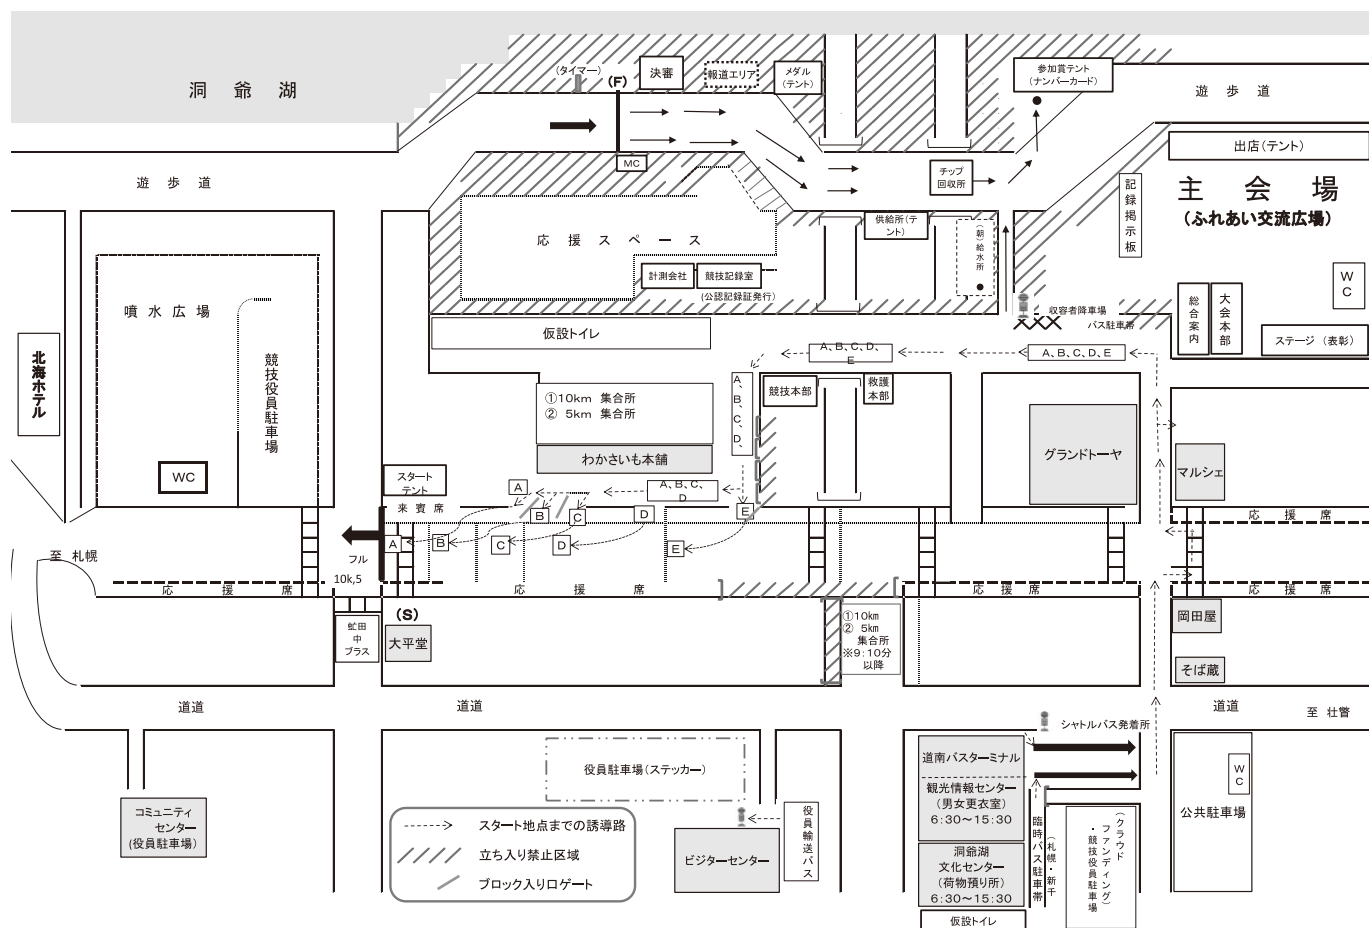 洞爺湖
(タイマー)
(F)
決審
報道エリア
メダル
(テント)
参加賞テント
(ナンバーカード)
遊歩道
出店(テント)
MC
チップ
回収所
遊歩道
主会場
(ふれあい交流広場)
記録掲示板
供給所(テ
ント)
(朝)給水所
応援スペース
計測会社
競技記録室
(公認記録証発行)
WC
噴水広場
収容者降車場
バス駐車帯
総合案内
大会本部
ステージ (表彰)
仮設トイレ
北海ホテル
競技役員駐車場
A、B、C、D、
E
A、B、C、D、E
A、B、C、D、
競技本部
救護
本部
①10km 集合所
② 5km 集合所
わかさいも本舗
グランドトーヤ
マルシェ
WC
スタート
テント
来賓席
A
A、B、C、
D
B
C
D
E
応援席
A
B
C
D
E
至 札幌
フル
10k,5
応援席
応援席
応援席
(S)
虻田
中
ブラス
大平堂
①10km
② 5km
集合所
※9:10分
以降
岡田屋
そば蔵
道道
道道
道道
至 壮瞥
シャトルバス発着所
役員駐車場(ステッカー)
道南バスターミナル
観光情報センター
(男女更衣室)
6:30~15:30
WC
公共駐車場
コミュニティ
センター
(役員駐車場)
スタート地点までの誘導路
立ち入り禁止区域
ブロック入りロゲート
ビジターセンター
役員輸送バス
洞爺湖
文化センター
(荷物預り所)
6:30~15:30
臨時バス駐車帯
(札幌・新千
(クラウド
ファンディング)
・競技役員駐車場
仮設トイレ